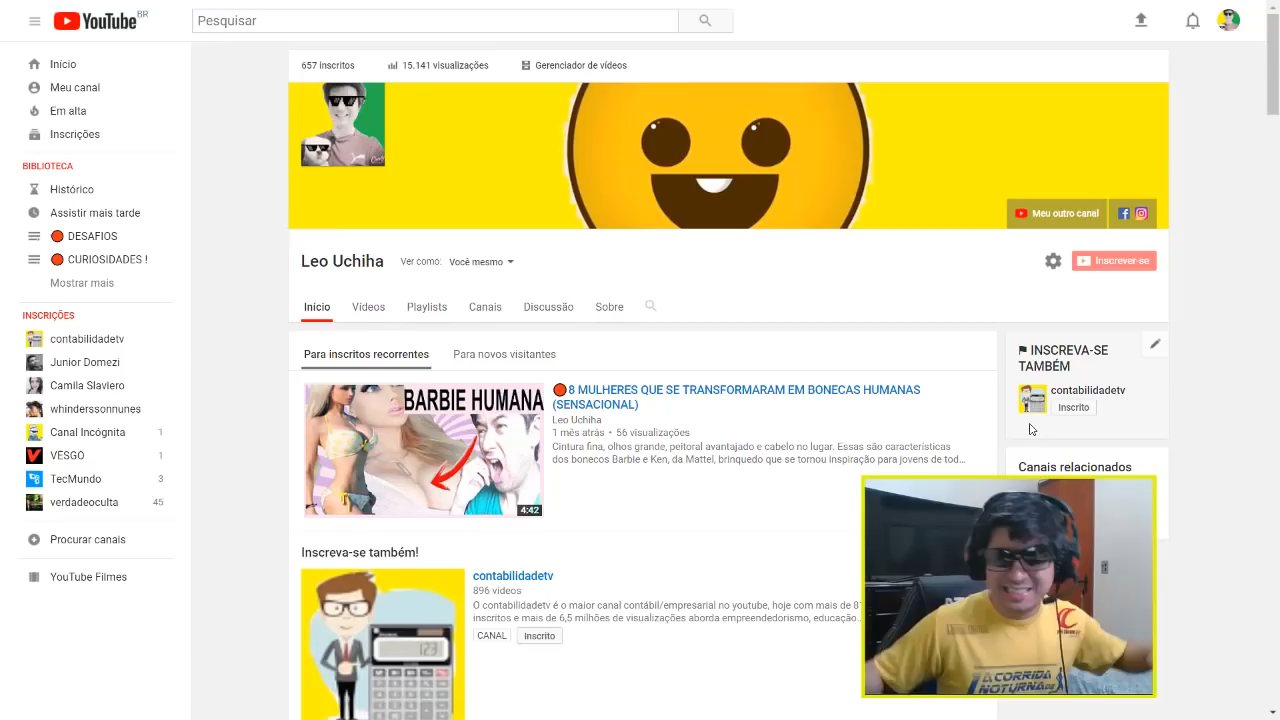 YouTube BR
Pesquisar
Início
Meu canal
Em alta
Inscrições
BIBLIOTECA
Histórico
Assistir mais tarde
DESAFIOS
CURIOSIDADES !
Mostrar mais
INSCRIÇÕES
contabilidadetv
Junior Domezi
Camila Slaviero
whinderssonnunes
Canal Incógnita 1
VESGO 1
TecMundo 3
verdadeoculta 45
Procurar canais
YouTube Filmes
657 inscritos 15.141 visualizações Gerenciador de vídeos
Meu outro canal
Leo Uchiha Ver como: Você mesmo
Inscrever-se
Início Vídeos Playlists Canais Discussão Sobre
Para inscritos recorrentes Para novos visitantes
BARBIE HUMANA
4:42
8 MULHERES QUE SE TRANSFORMARAM EM BONECAS HUMANAS
(SENSACIONAL)
Leo Uchiha
1 mês atrás • 56 visualizações
Cintura fina, olhos grande, peitoral avantajado e cabelo no lugar. Essas são características
dos bonecos Barbie e Ken, da Mattel, brinquedo que se tornou inspiração para jovens de tod...
Inscreva-se também!
contabilidadetv
896 vídeos
O contabilidadetv é o maior canal contábil/empresarial no youtube, hoje com mais de
inscritos e mais de 6,5 milhões de visualizações aborda empreendedorismo, educação...
CANAL Inscrito
123
INSCREVA-SE
TAMBÉM
contabilidadetv
Inscrito
Canais relacionados
A CORRIDA
NOTURNA